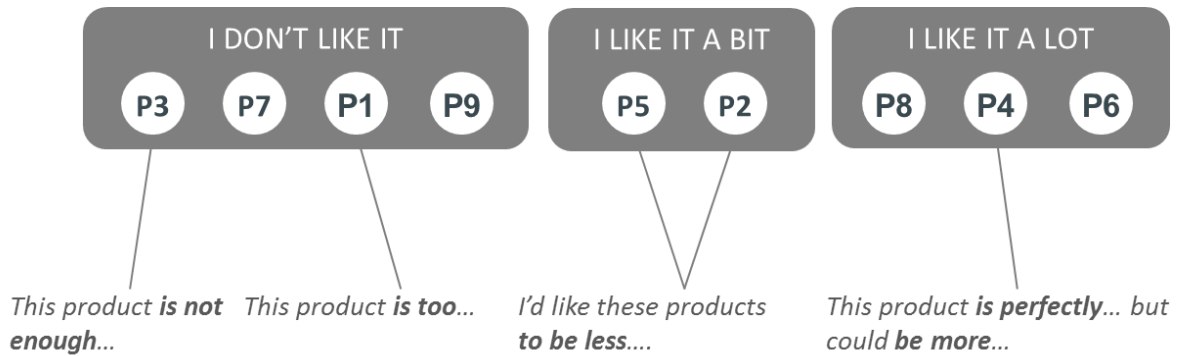 I DON'T LIKE IT
P3 P7 P1 P9
I LIKE IT A BIT
P5 P2
I LIKE IT A LOT
P8 P4 P6
This product is not
enough…
This product is too…
I'd like these products
to be less….
This product is perfectly… but
could be more…